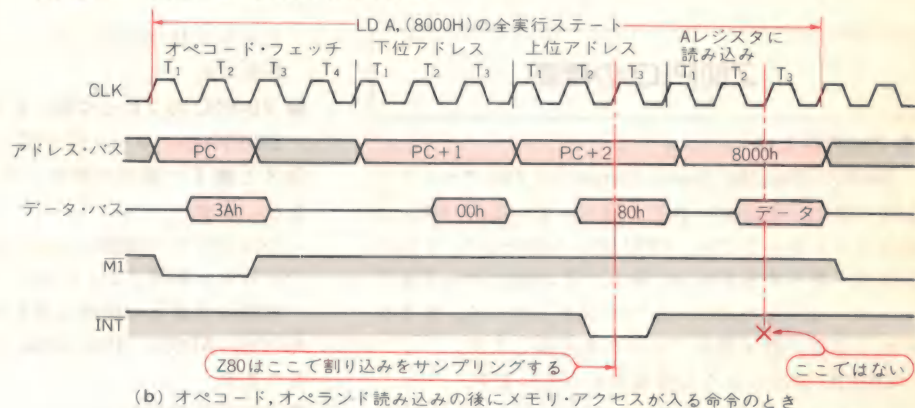 LD A, (8000H)の全実行ステート
オペコード・フェッチ 下位アドレス 上位アドレス Aレジスタに
読み込み
T1 T2 T3 T4 T1 T2 T3 T1 T2 T3 T1 T2 T3
CLK
アドレス・バス PC PC+1 PC+2 8000h
データ・バス 3Ah 00h 80h データ
M1
INT
Z80はここで割り込みをサンプリングする ここではない
(b) オペコード, オペランド読み込みの後にメモリ・アクセスが入る命令のとき